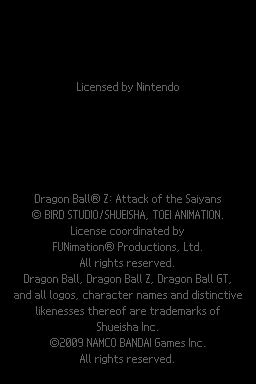 Licensed by Nintendo
Dragon Ball® Z: Attack of the Saiyans
© BIRD STUDIO/SHUEISHA, TOEI ANIMATION.
License coordinated by
FUNimation® Productions, Ltd.
All rights reserved.
Dragon Ball, Dragon Ball Z, Dragon Ball GT,
and all logos, character names and distinctive
likenesses thereof are trademarks of
Shueisha Inc.
©2009 NAMCO BANDAI Games Inc.
All rights reserved.